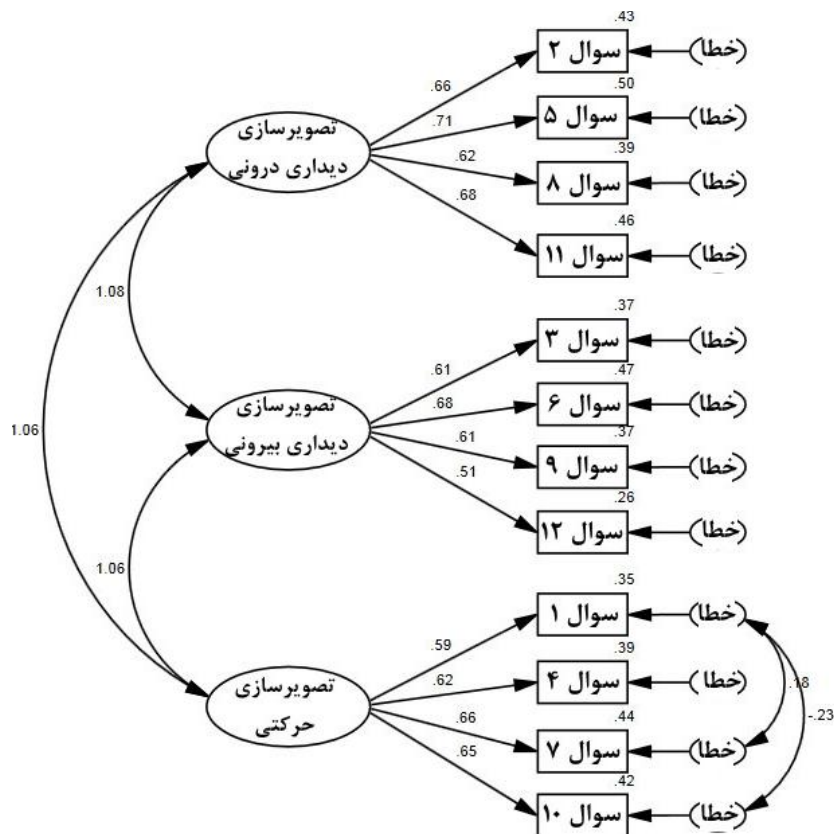 .43
سوال ۲
(خطا)
.66
.50
سوال ۵
(خطا)
.71
تصویرسازی
دیداری درونی
.39
سوال ۸
(خطا)
.62
.46
سوال ۱۱
(خطا)
.68
1.08
.37
سوال ۳
(خطا)
.61
.47
سوال ۶
(خطا)
.68
تصویرسازی
دیداری بیرونی
.37
سوال ۹
(خطا)
.61
.26
سوال ۱۲
(خطا)
.51
1.06
1.06
.35
سوال ۱
(خطا)
.59
.39
سوال ۴
(خطا)
.62
تصویرسازی
حرکتی
.44
سوال ۷
(خطا)
.66
.42
سوال ۱۰
(خطا)
.65
.18
-.23